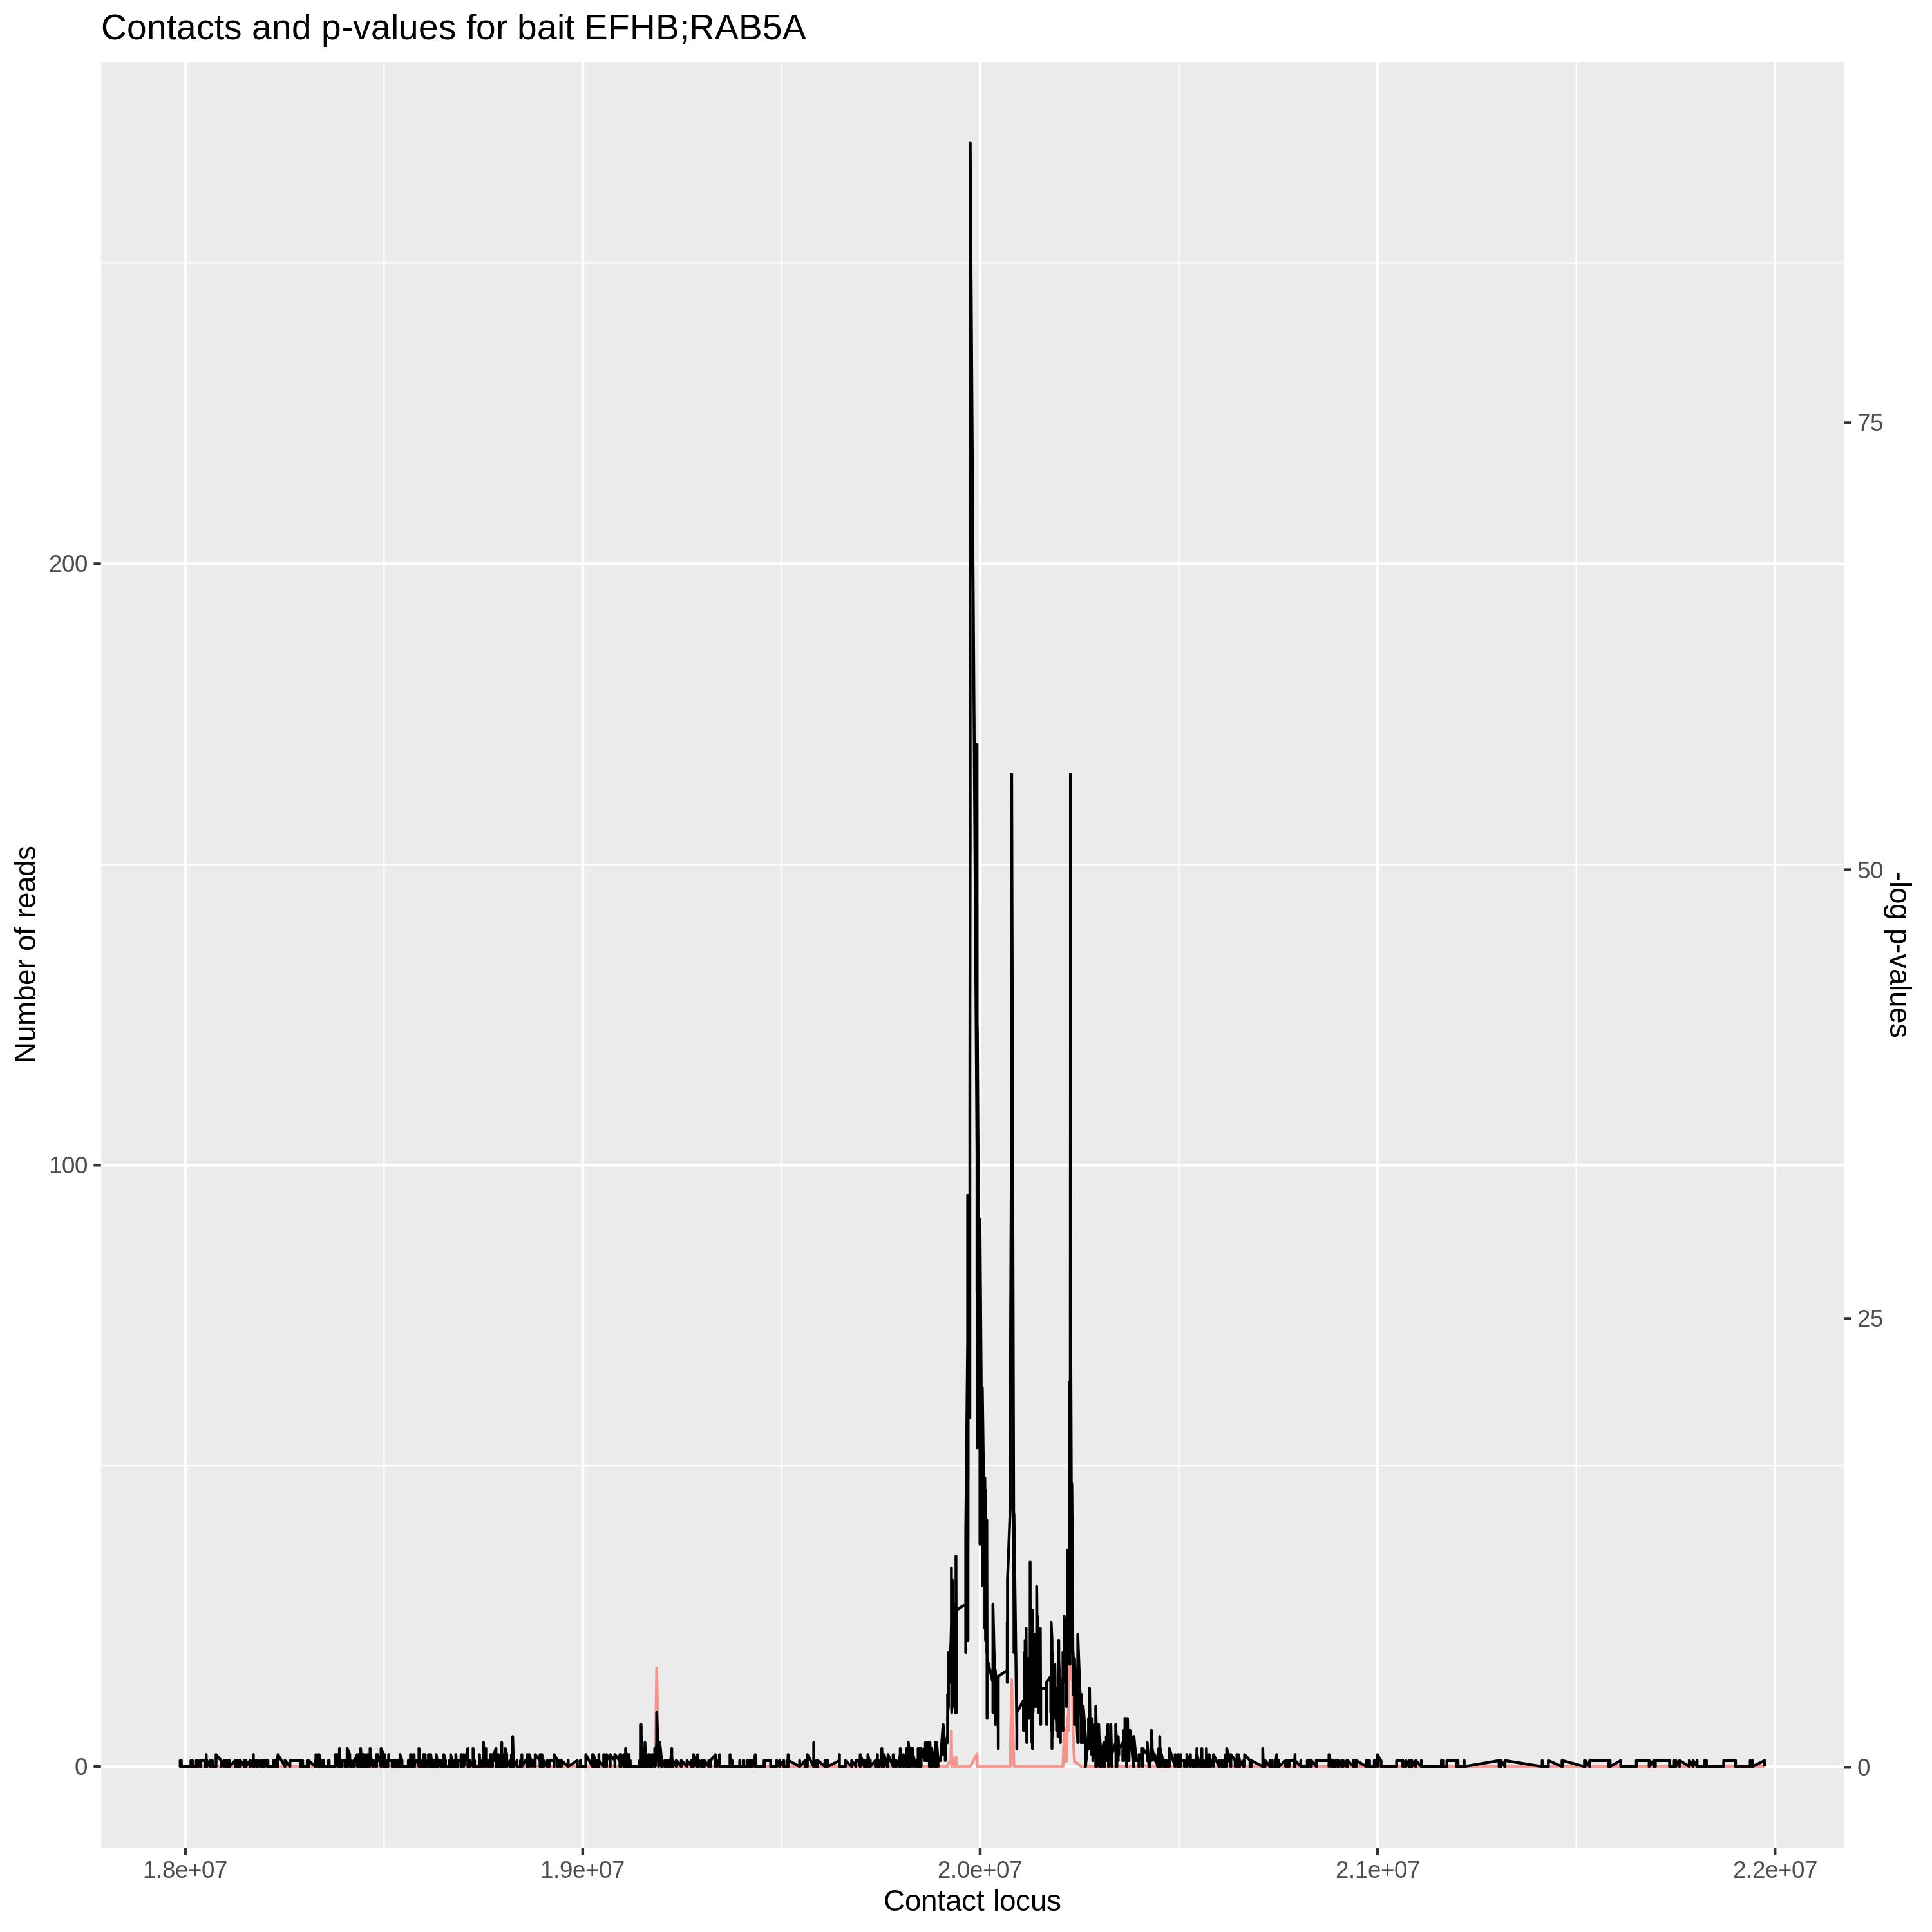 Contacts and p-values for bait EFHB;RAB5A
Number of reads
200
100
0
75
50
25
0
-log p-values
1.8e+07
1.9e+07
2.0e+07
2.1e+07
2.2e+07
Contact locus